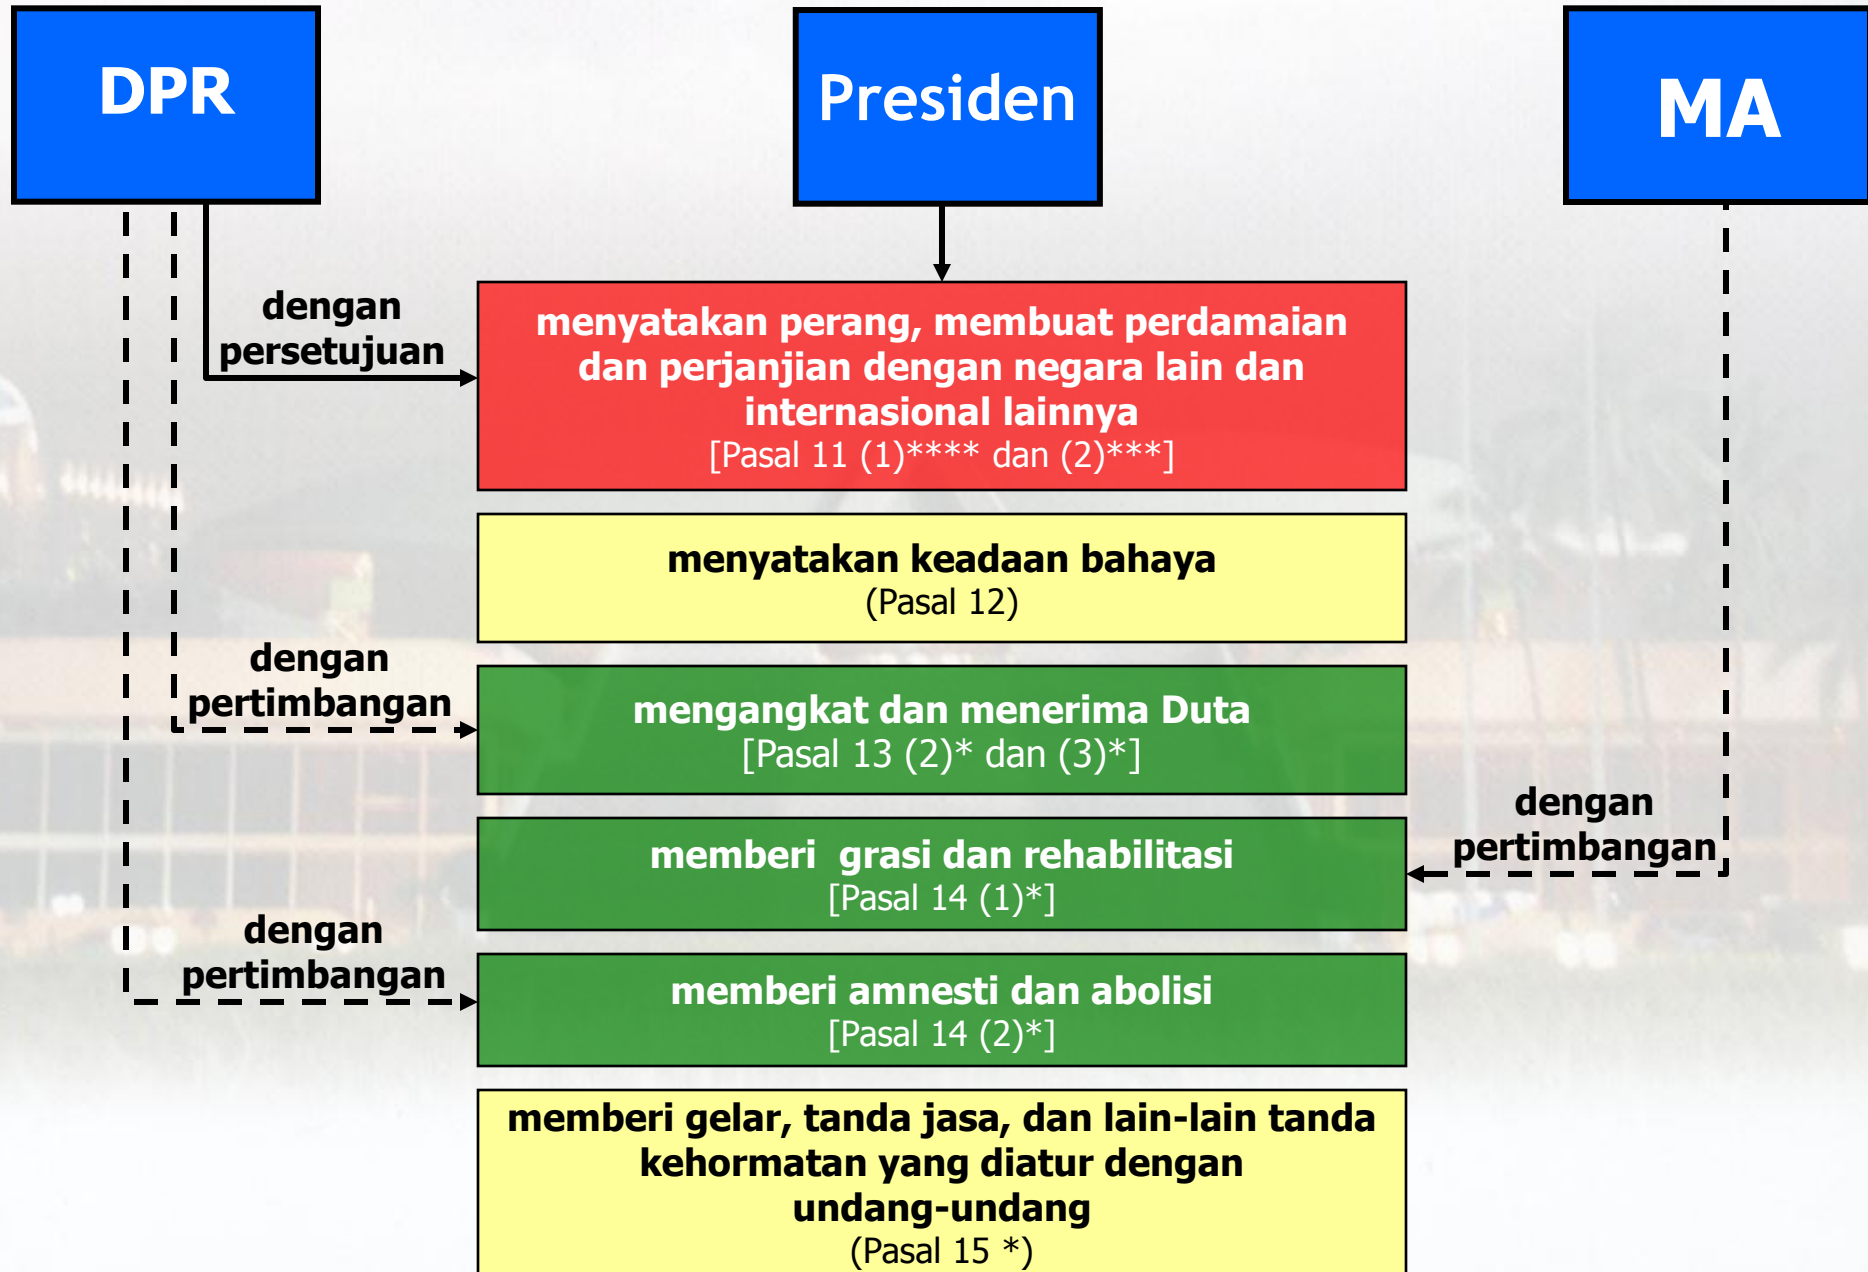 DPR
Presiden
MA
dengan
persetujuan
menyatakan perang, membuat perdamaian
dan perjanjian dengan negara lain dan
internasional lainnya
[Pasal 11 (1)**** dan (2)***]
menyatakan keadaan bahaya
(Pasal 12)
dengan
pertimbangan
mengangkat dan menerima Duta
[Pasal 13 (2)* dan (3)*]
memberi  grasi dan rehabilitasi
[Pasal 14 (1)*]
dengan
pertimbangan
dengan
pertimbangan
memberi amnesti dan abolisi
[Pasal 14 (2)*]
memberi gelar, tanda jasa, dan lain-lain tanda
kehormatan yang diatur dengan
undang-undang
(Pasal 15 *)